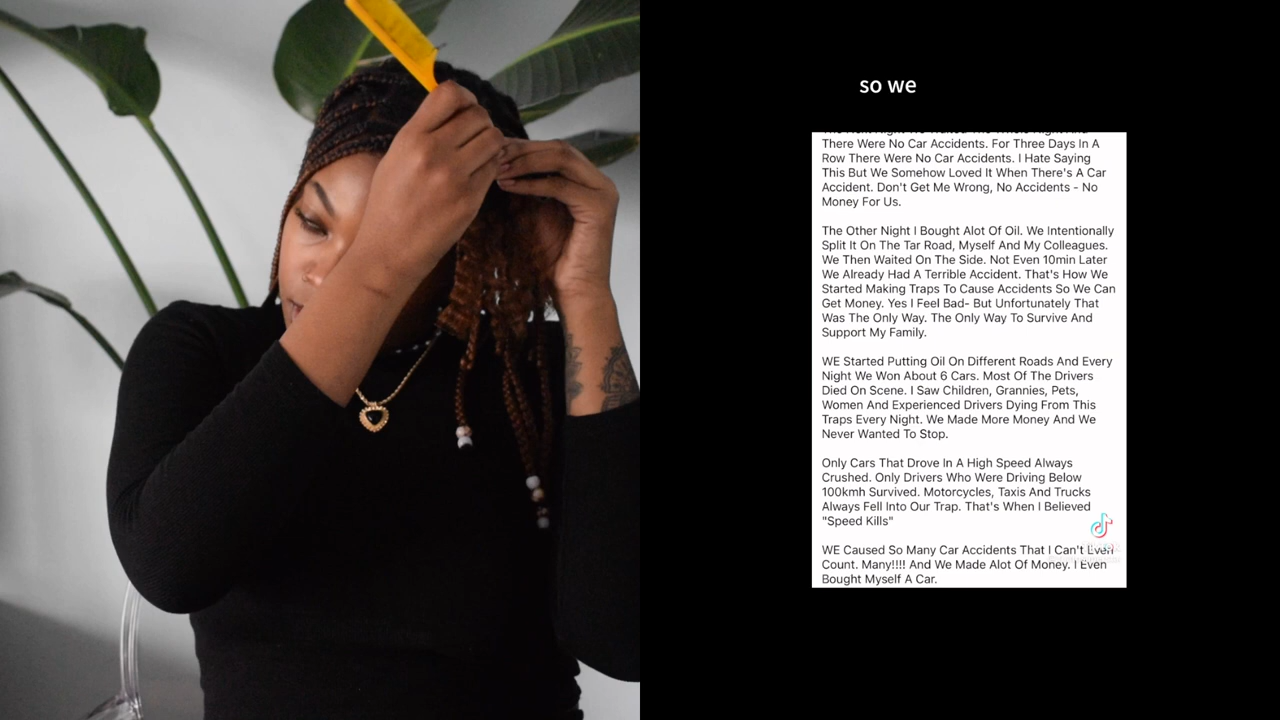 so we
There Were No Car Accidents. For Three Days In A
Row There Were No Car Accidents. I Hate Saying
This But We Somehow Loved It When There's A Car
Accident. Don't Get Me Wrong, No Accidents - No
Money For Us.
The Other Night I Bought Alot Of Oil. We Intentionally
Split It On The Tar Road, Myself And My Colleagues.
We Then Waited On The Side. Not Even 10min Later
We Already Had A Terrible Accident. That's How We
Started Making Traps To Cause Accidents So We Can
Get Money. Yes I Feel Bad- But Unfortunately That
Was The Only Way. The Only Way To Survive And
Support My Family.
WE Started Putting Oil On Different Roads And Every
Night We Won About 6 Cars. Most Of The Drivers
Died On Scene. I Saw Children, Grannies, Pets,
Women And Experienced Drivers Dying From This
Traps Every Night. We Made More Money And We
Never Wanted To Stop.
Only Cars That Drove In A High Speed Always
Crushed. Only Drivers Who Were Driving Below
100kmh Survived. Motorcycles, Taxis And Trucks
Always Fell Into Our Trap. That's When I Believed
"Speed Kills"
WE Caused So Many Car Accidents That I Can't Even
Count. Many!!!! And We Made Alot Of Money. I Even
Bought Myself A Car.